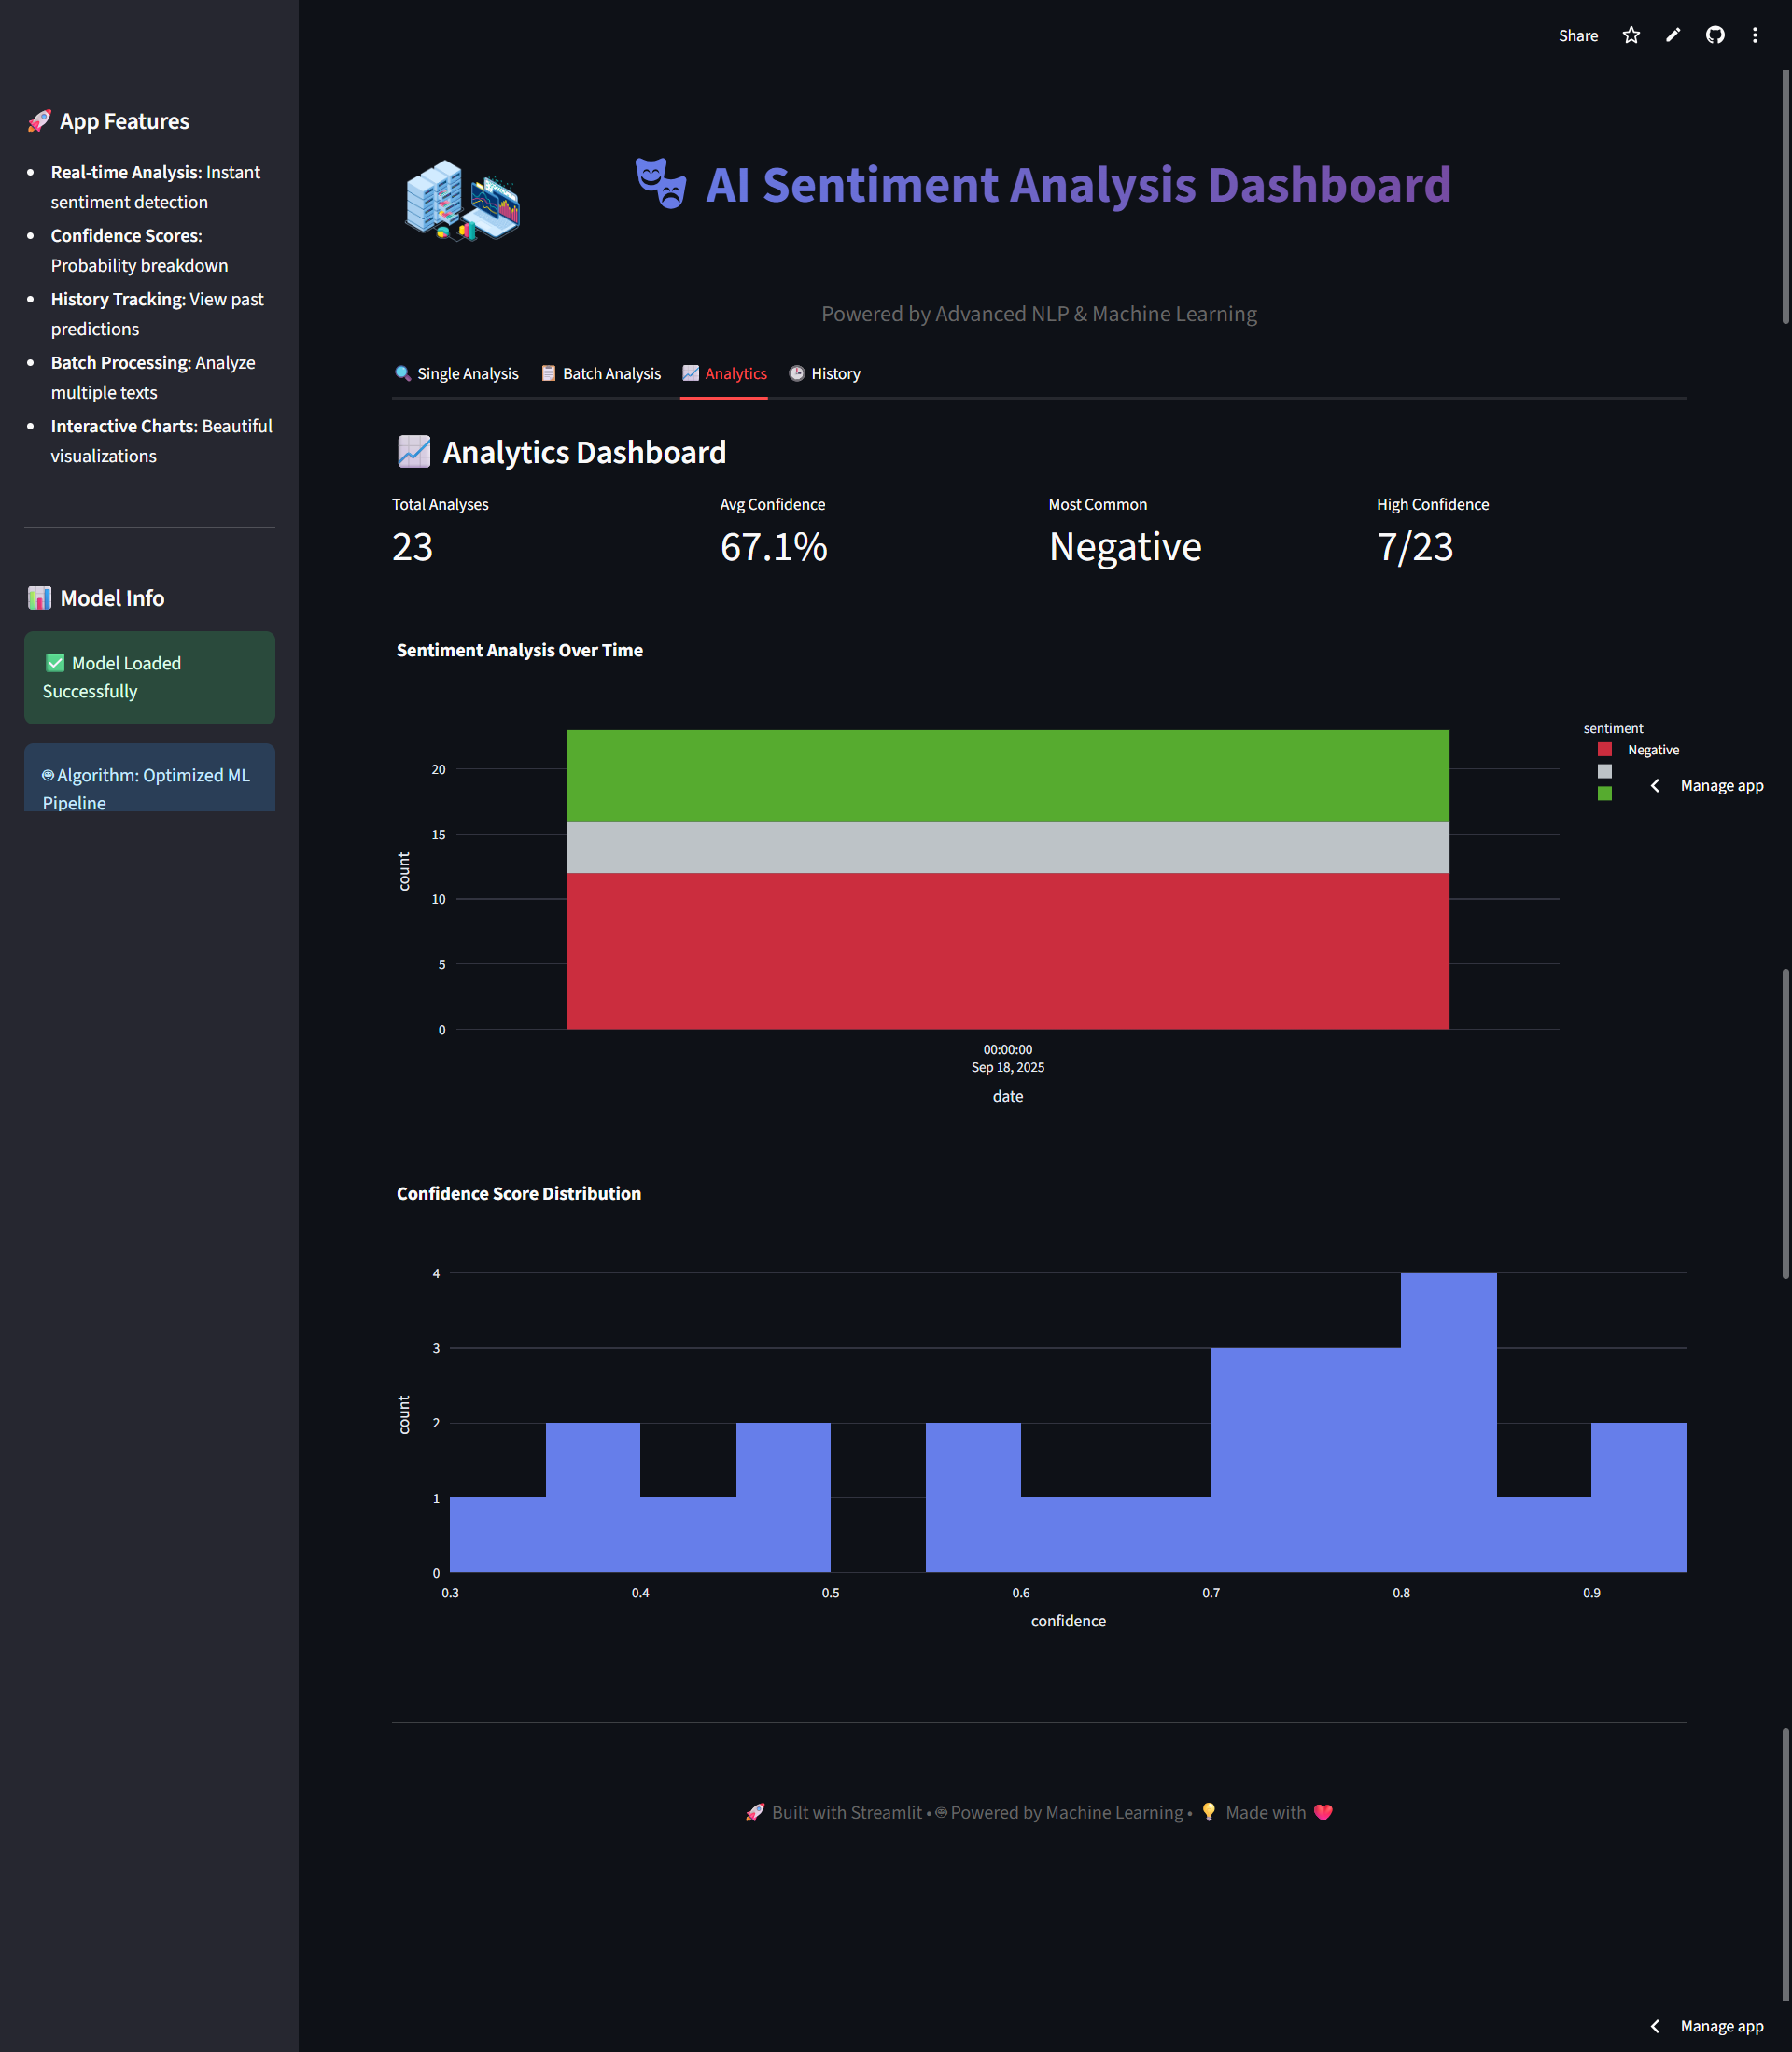 Share
🚀 App Features
• Real-time Analysis: Instant
sentiment detection
• Confidence Scores:
Probability breakdown
• History Tracking: View past
predictions
• Batch Processing: Analyze
multiple texts
• Interactive Charts: Beautiful
visualizations
📊 Model Info
✅ Model Loaded
Successfully
🤖 Algorithm: Optimized ML
Pipeline
🎭 AI Sentiment Analysis Dashboard
Powered by Advanced NLP & Machine Learning
🔍 Single Analysis 📋 Batch Analysis 📈 Analytics 🕒 History
📈 Analytics Dashboard
Total Analyses
23
Avg Confidence
67.1%
Most Common
Negative
High Confidence
7/23
Sentiment Analysis Over Time
sentiment
Negative
Manage app
20
15
10
5
0
count
00:00:00
Sep 18, 2025
date
Confidence Score Distribution
4
3
2
1
0
count
0.3 0.4 0.5 0.6 0.7 0.8 0.9
confidence
🚀 Built with Streamlit • 🤖 Powered by Machine Learning • 💡 Made with ❤️
Manage app